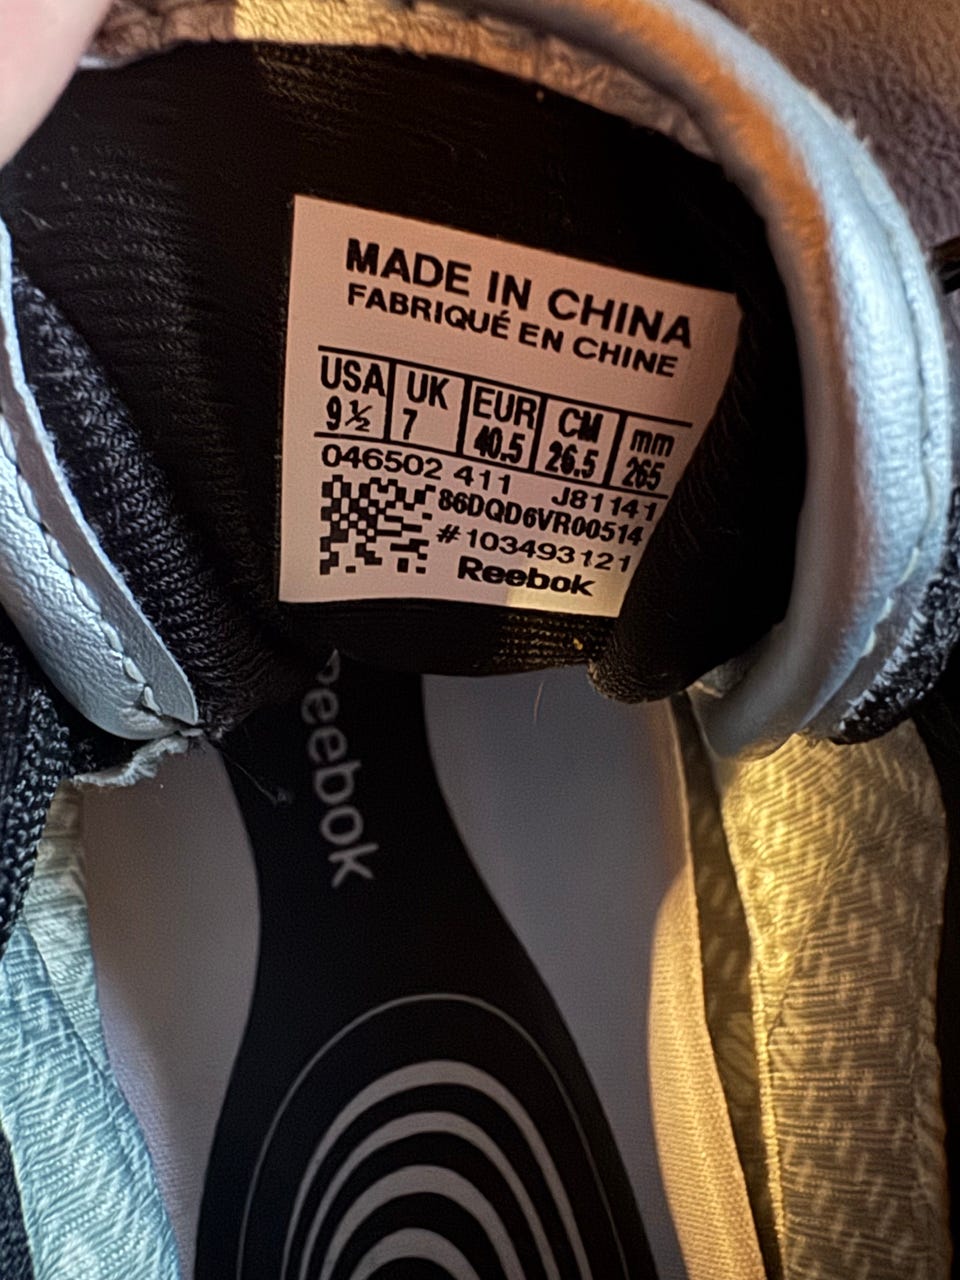 MADE IN CHINA
FABRIQUÉ EN CHINE
USA UK EUR CM mm
9½ 7 40.5 26.5 265
046502 411 J81141
86DQD6VR00514
#103493121
Reebok
Reebok